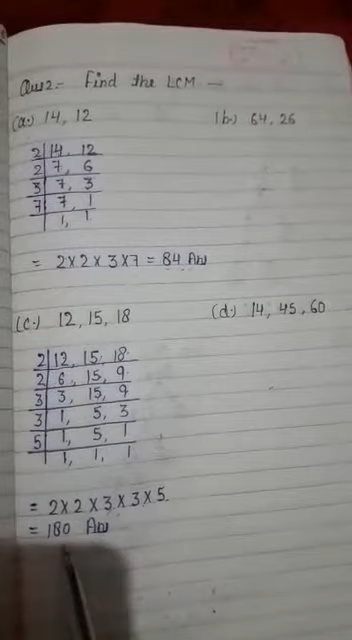 Ans2:- Find the LCM —
(a.) 14, 12 (b.) 64, 26
2 | 14, 12
2 | 7, 6
3 | 7, 3
7 | 7, 1
| 1, 1
= 2×2×3×7 = 84 Ans
(c.) 12, 15, 18 (d.) 14, 45, 60
2 | 12, 15, 18
2 | 6, 15, 9
3 | 3, 15, 9
3 | 1, 5, 3
5 | 1, 5, 1
| 1, 1, 1
= 2×2×3×3×5
= 180 Ans